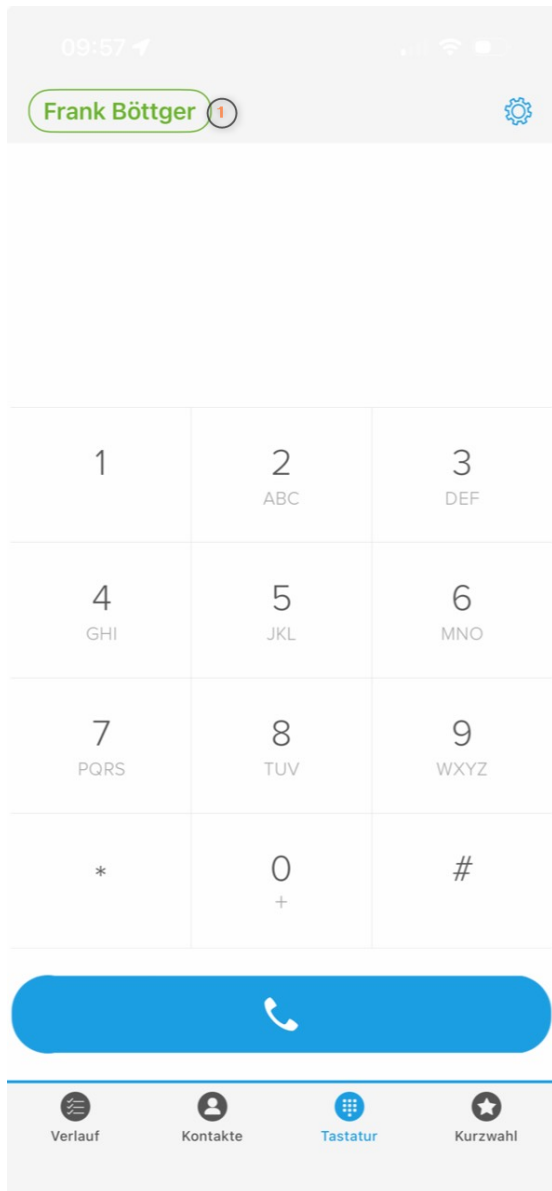 09:57
Frank Böttger 1
1 2 3
ABC DEF
4 5 6
GHI JKL MNO
7 8 9
PQRS TUV WXYZ
* 0 #
+
Verlauf Kontakte Tastatur Kurzwahl